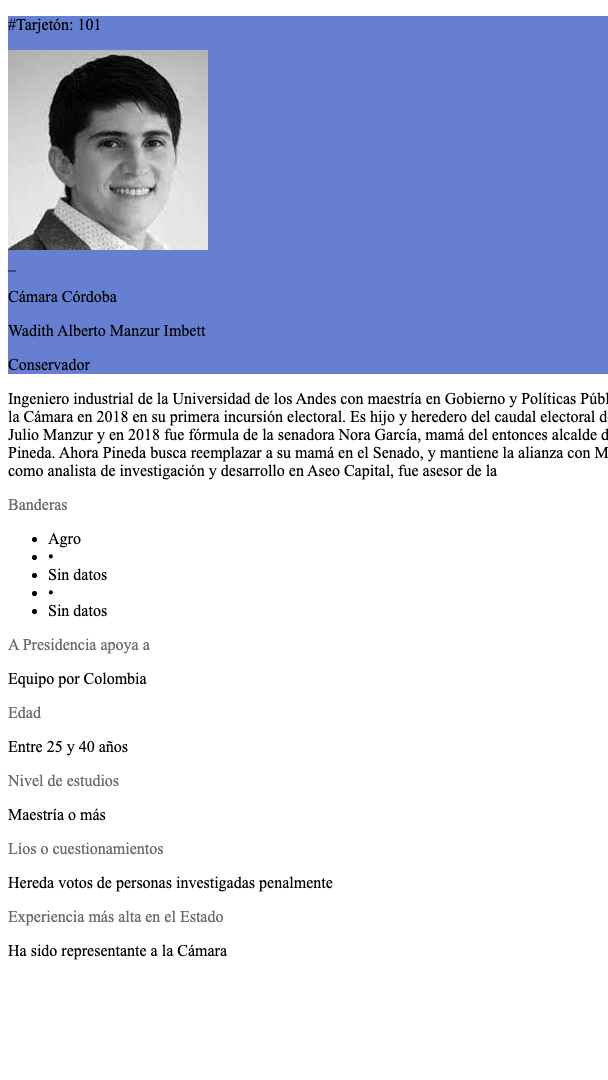 #Tarjetón: 101
_
Cámara Córdoba
Wadith Alberto Manzur Imbett
Conservador
Ingeniero industrial de la Universidad de los Andes con maestría en Gobierno y Políticas
la Cámara en 2018 en su primera incursión electoral. Es hijo y heredero del caudal electoral
Julio Manzur y en 2018 fue fórmula de la senadora Nora García, mamá del entonces alcalde
Pineda. Ahora Pineda busca reemplazar a su mamá en el Senado, y mantiene la alianza con
como analista de investigación y desarrollo en Aseo Capital, fue asesor de la
Banderas
• Agro
• •
• Sin datos
• •
• Sin datos
A Presidencia apoya a
Equipo por Colombia
Edad
Entre 25 y 40 años
Nivel de estudios
Maestría o más
Líos o cuestionamientos
Hereda votos de personas investigadas penalmente
Experiencia más alta en el Estado
Ha sido representante a la Cámara